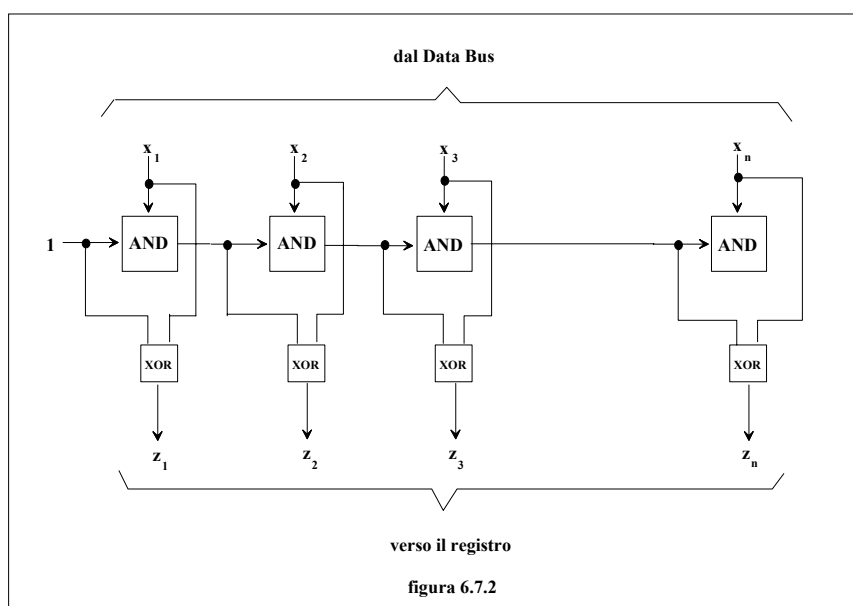 dal Data Bus
x1 x2 x3 xn
1 AND AND AND AND
XOR XOR XOR XOR
z1 z2 z3 zn
verso il registro
figura 6.7.2